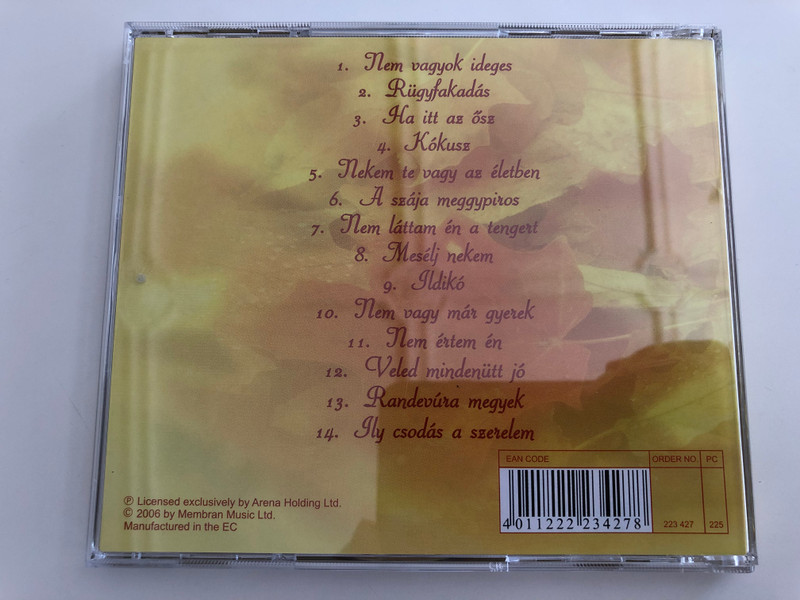 1. Nem vagyok ideges
2. Rügyfakadás
3. Ha itt az ősz
4. Kókusz
5. Nekem te vagy az életben
6. A szája meggypiros
7. Nem láttam én a tengert
8. Mesélj nekem
9. Ildikó
10. Nem vagy már gyerek
11. Nem értem én
12. Veled mindenütt jó
13. Randevúra megyek
14. Ily csodás a szerelem
EAN CODE ORDER NO. PC
4 011222 234278 223 427 225
℗ Licensed exclusively by Arena Holding Ltd.
© 2006 by Membran Music Ltd.
Manufactured in the EC